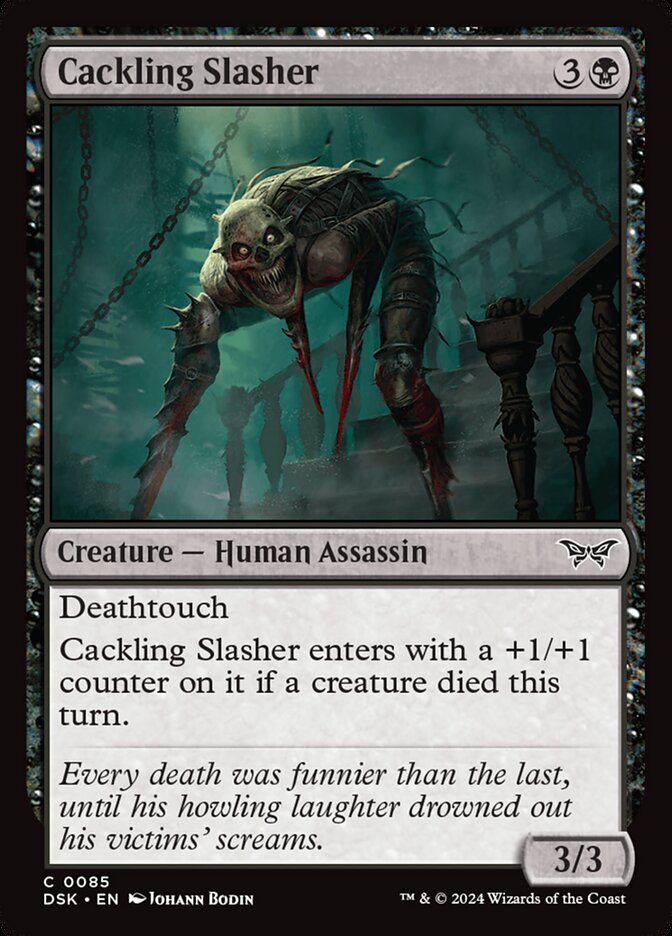 Cackling Slasher 3
Creature — Human Assassin
Deathtouch
Cackling Slasher enters with a +1/+1
counter on it if a creature died this
turn.
Every death was funnier than the last,
until his howling laughter drowned out
his victims’ screams.
3/3
C 0085
DSK • EN Johann Bodin
™ & © 2024 Wizards of the Coast